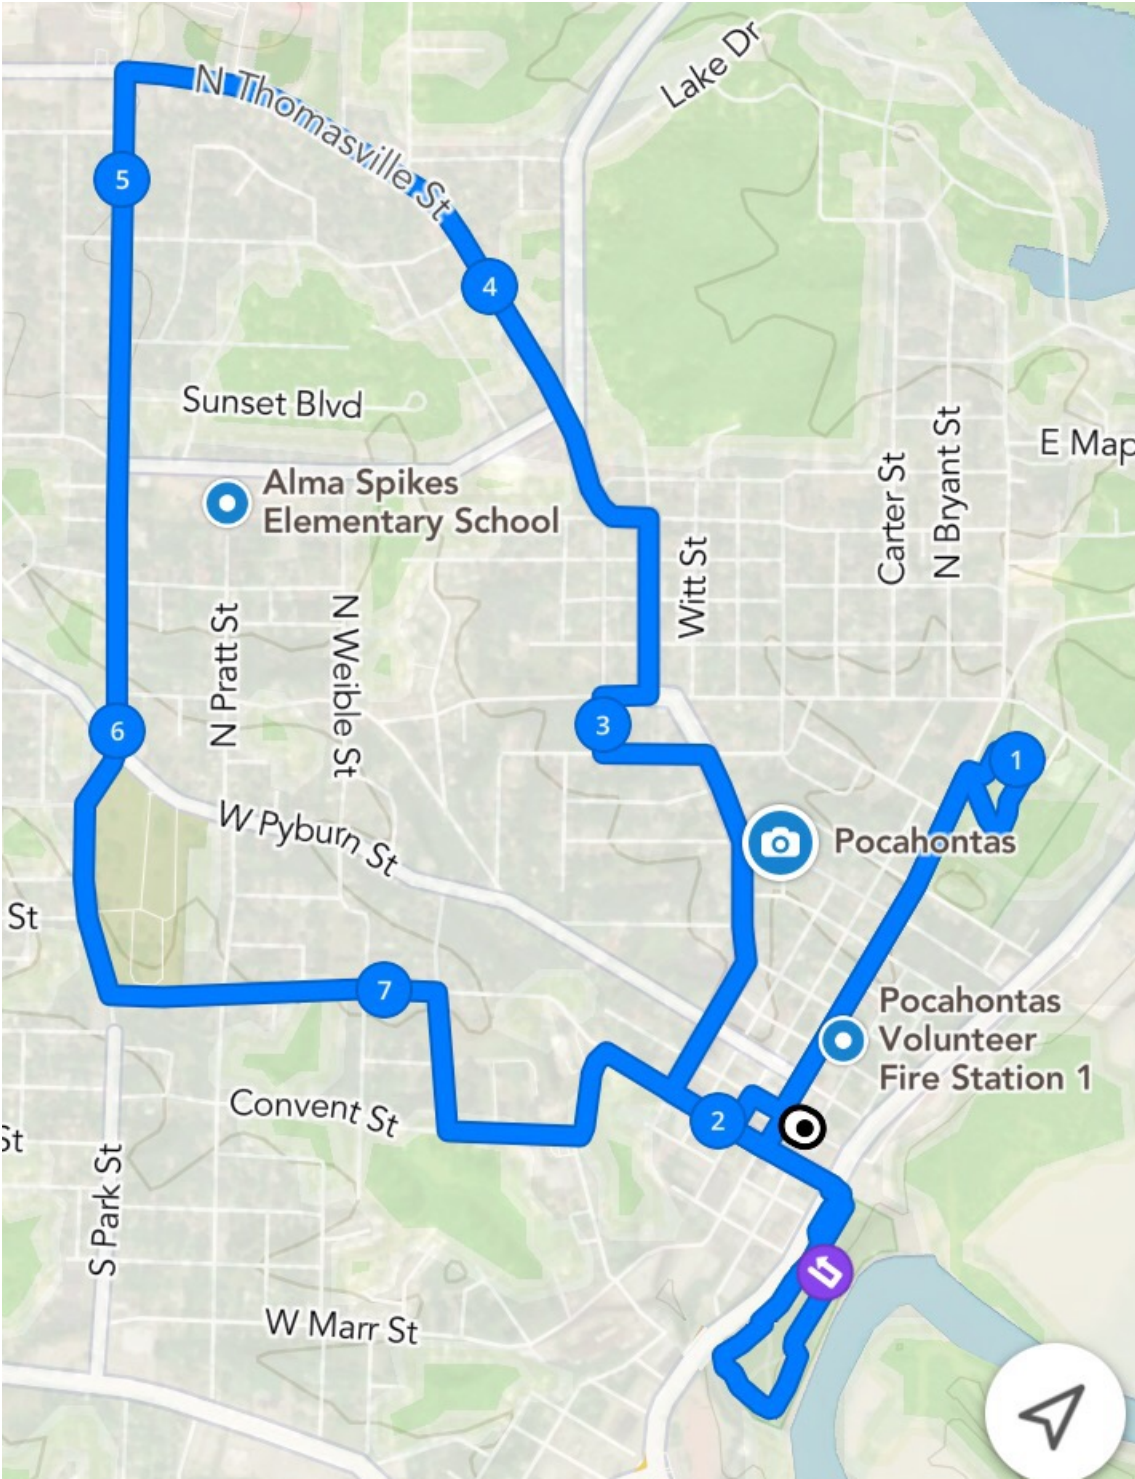 Lake Dr
N Thomasville St
5
4
Sunset Blvd
E Map
Carter St
N Bryant St
Alma Spikes
Elementary School
Witt St
N Pratt St
N Weible St
6
3
1
W Pyburn St
Pocahontas
St
7
Pocahontas
Volunteer
Fire Station 1
Convent St
2
St
S Park St
W Marr St